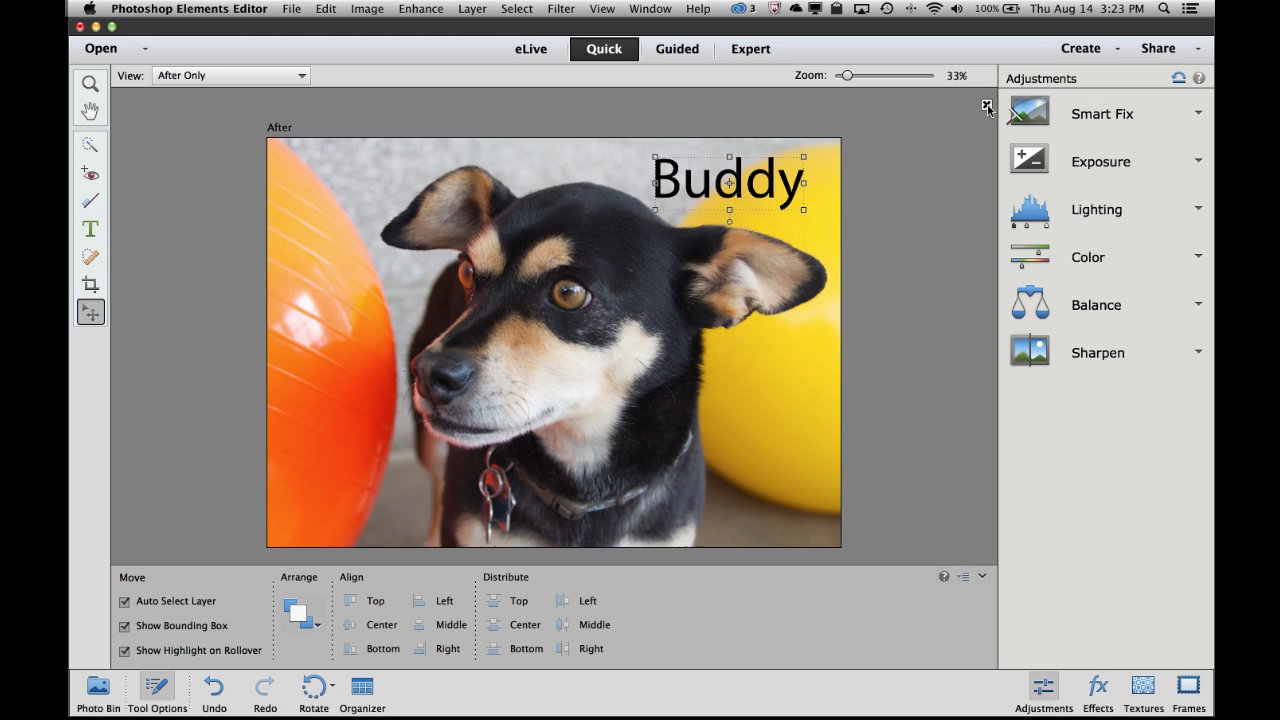 Photoshop Elements Editor File Edit Image Enhance Layer Select Filter View Window Help 3 100% Thu Aug 14 3:23 PM
Open eLive Quick Guided Expert Create Share
View: After Only Zoom: 33% Adjustments
After
Buddy
Smart Fix
Exposure
Lighting
Color
Balance
Sharpen
Move Arrange Align Distribute
Auto Select Layer Top Left Top Left
Show Bounding Box Center Middle Center Middle
Show Highlight on Rollover Bottom Right Bottom Right
Photo Bin Tool Options Undo Redo Rotate Organizer Adjustments Effects Textures Frames